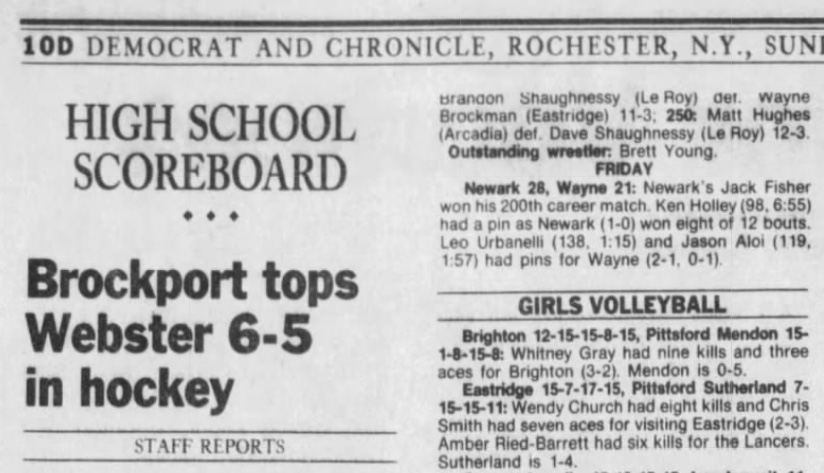 10D DEMOCRAT AND CHRONICLE, ROCHESTER, N.Y., SUN
HIGH SCHOOL
SCOREBOARD
• • •
Brockport tops
Webster 6-5
in hockey
STAFF REPORTS
Brandon Shaughnessy (Le Roy) def. Wayne
Brockman (Eastridge) 11-3; 250: Matt Hughes
(Arcadia) def. Dave Shaughnessy (Le Roy) 12-3.
Outstanding wrestler: Brett Young.
FRIDAY
Newark 28, Wayne 21: Newark's Jack Fisher
won his 200th career match. Ken Holley (98, 6:55)
had a pin as Newark (1-0) won eight of 12 bouts.
Leo Urbanelli (138, 1:15) and Jason Aloi (119,
1:57) had pins for Wayne (2-1, 0-1).
GIRLS VOLLEYBALL
Brighton 12-15-15-8-15, Pittsford Mendon 15-
1-8-15-8: Whitney Gray had nine kills and three
aces for Brighton (3-2). Mendon is 0-5.
Eastridge 15-7-17-15, Pittsford Sutherland 7-
15-15-11: Wendy Church had eight kills and Chris
Smith had seven aces for visiting Eastridge (2-3).
Amber Ried-Barrett had six kills for the Lancers.
Sutherland is 1-4.